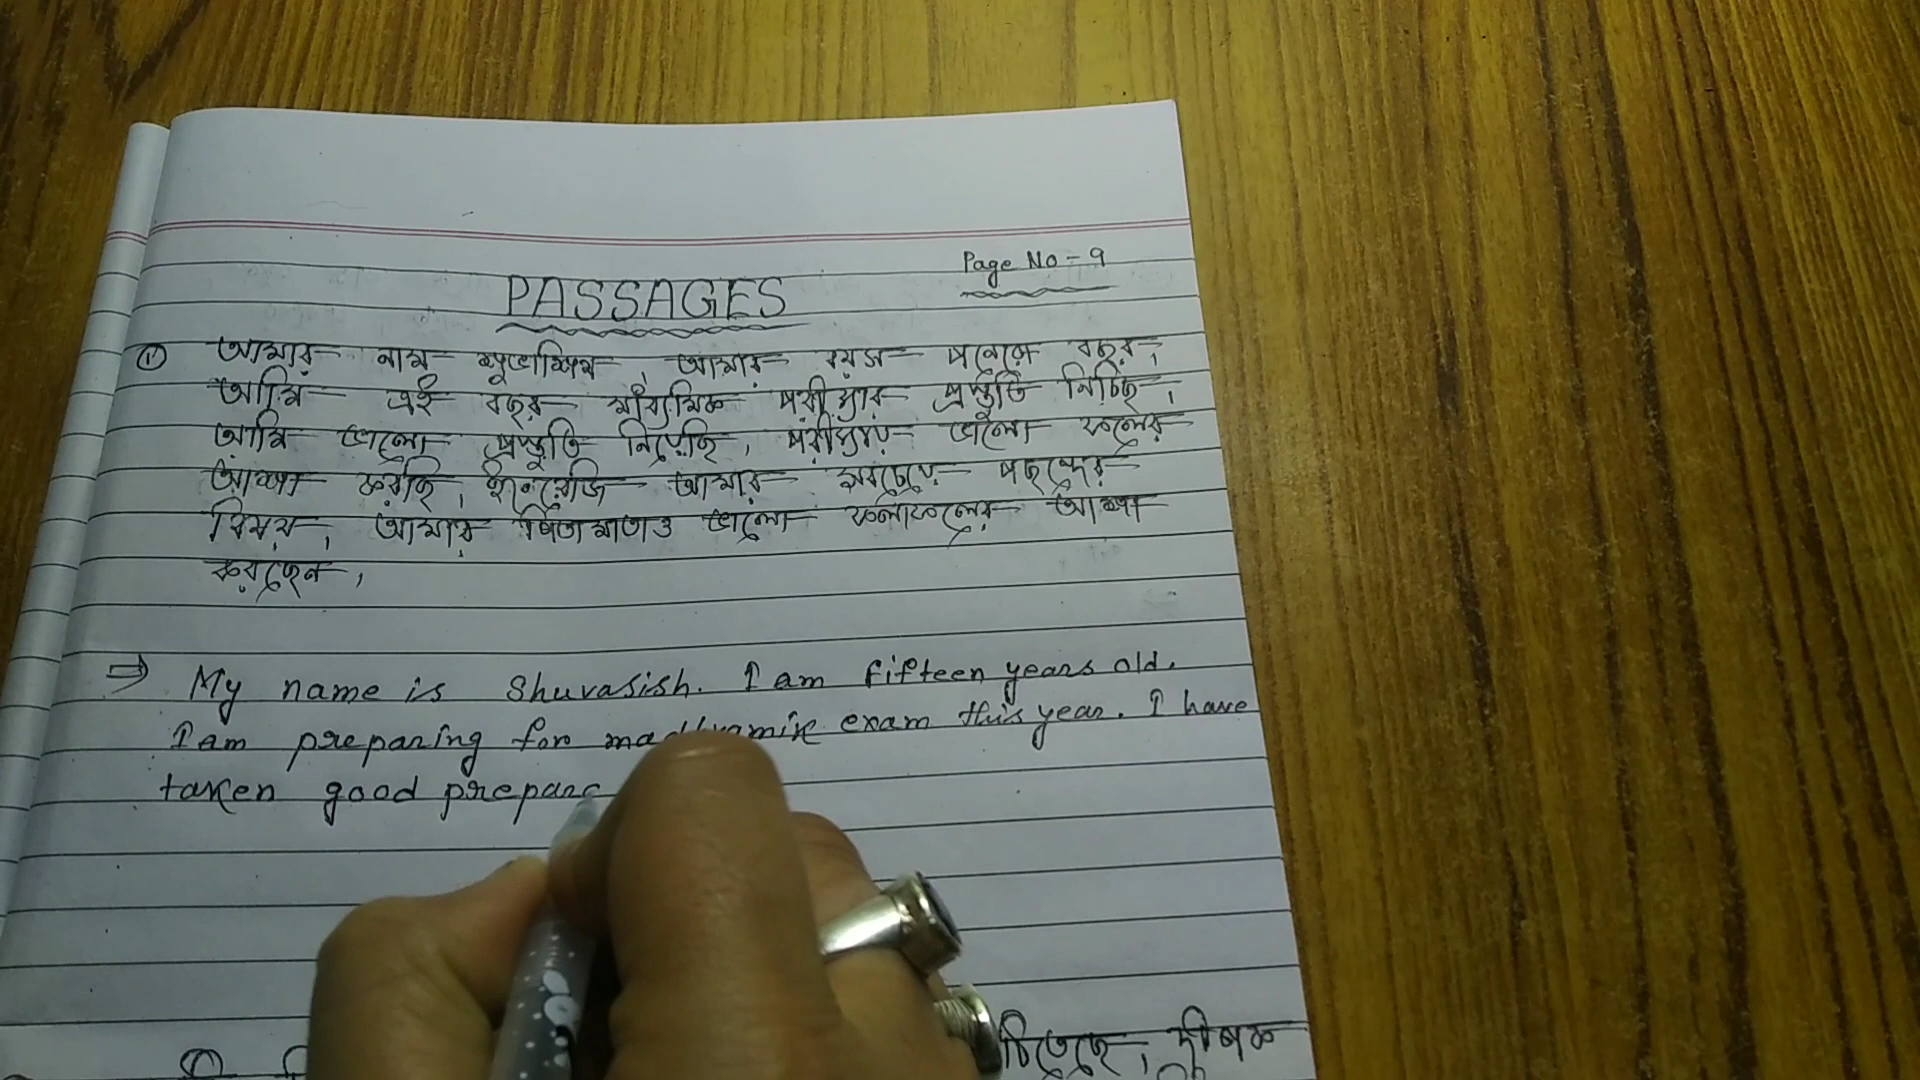 Page No - 9
PASSAGES
① আমার নাম শুভাশিষ, আমার বয়স পনেরো বছর,
আমি এই বছর মাধ্যমিক পরীক্ষার প্রস্তুতি নিচ্ছি,
আমি ভালো প্রস্তুতি নিয়েছি, পরীক্ষায় ভালো ফলের
আশা করছি, ইংরেজি আমার সবচেয়ে পছন্দের
বিষয়, আমার পিতামাতাও ভালো ফলাফলের আশা
করছেন,
⇒ My name is Shuvasish. I am fifteen years old.
I am preparing for exam this year. I have
taken good